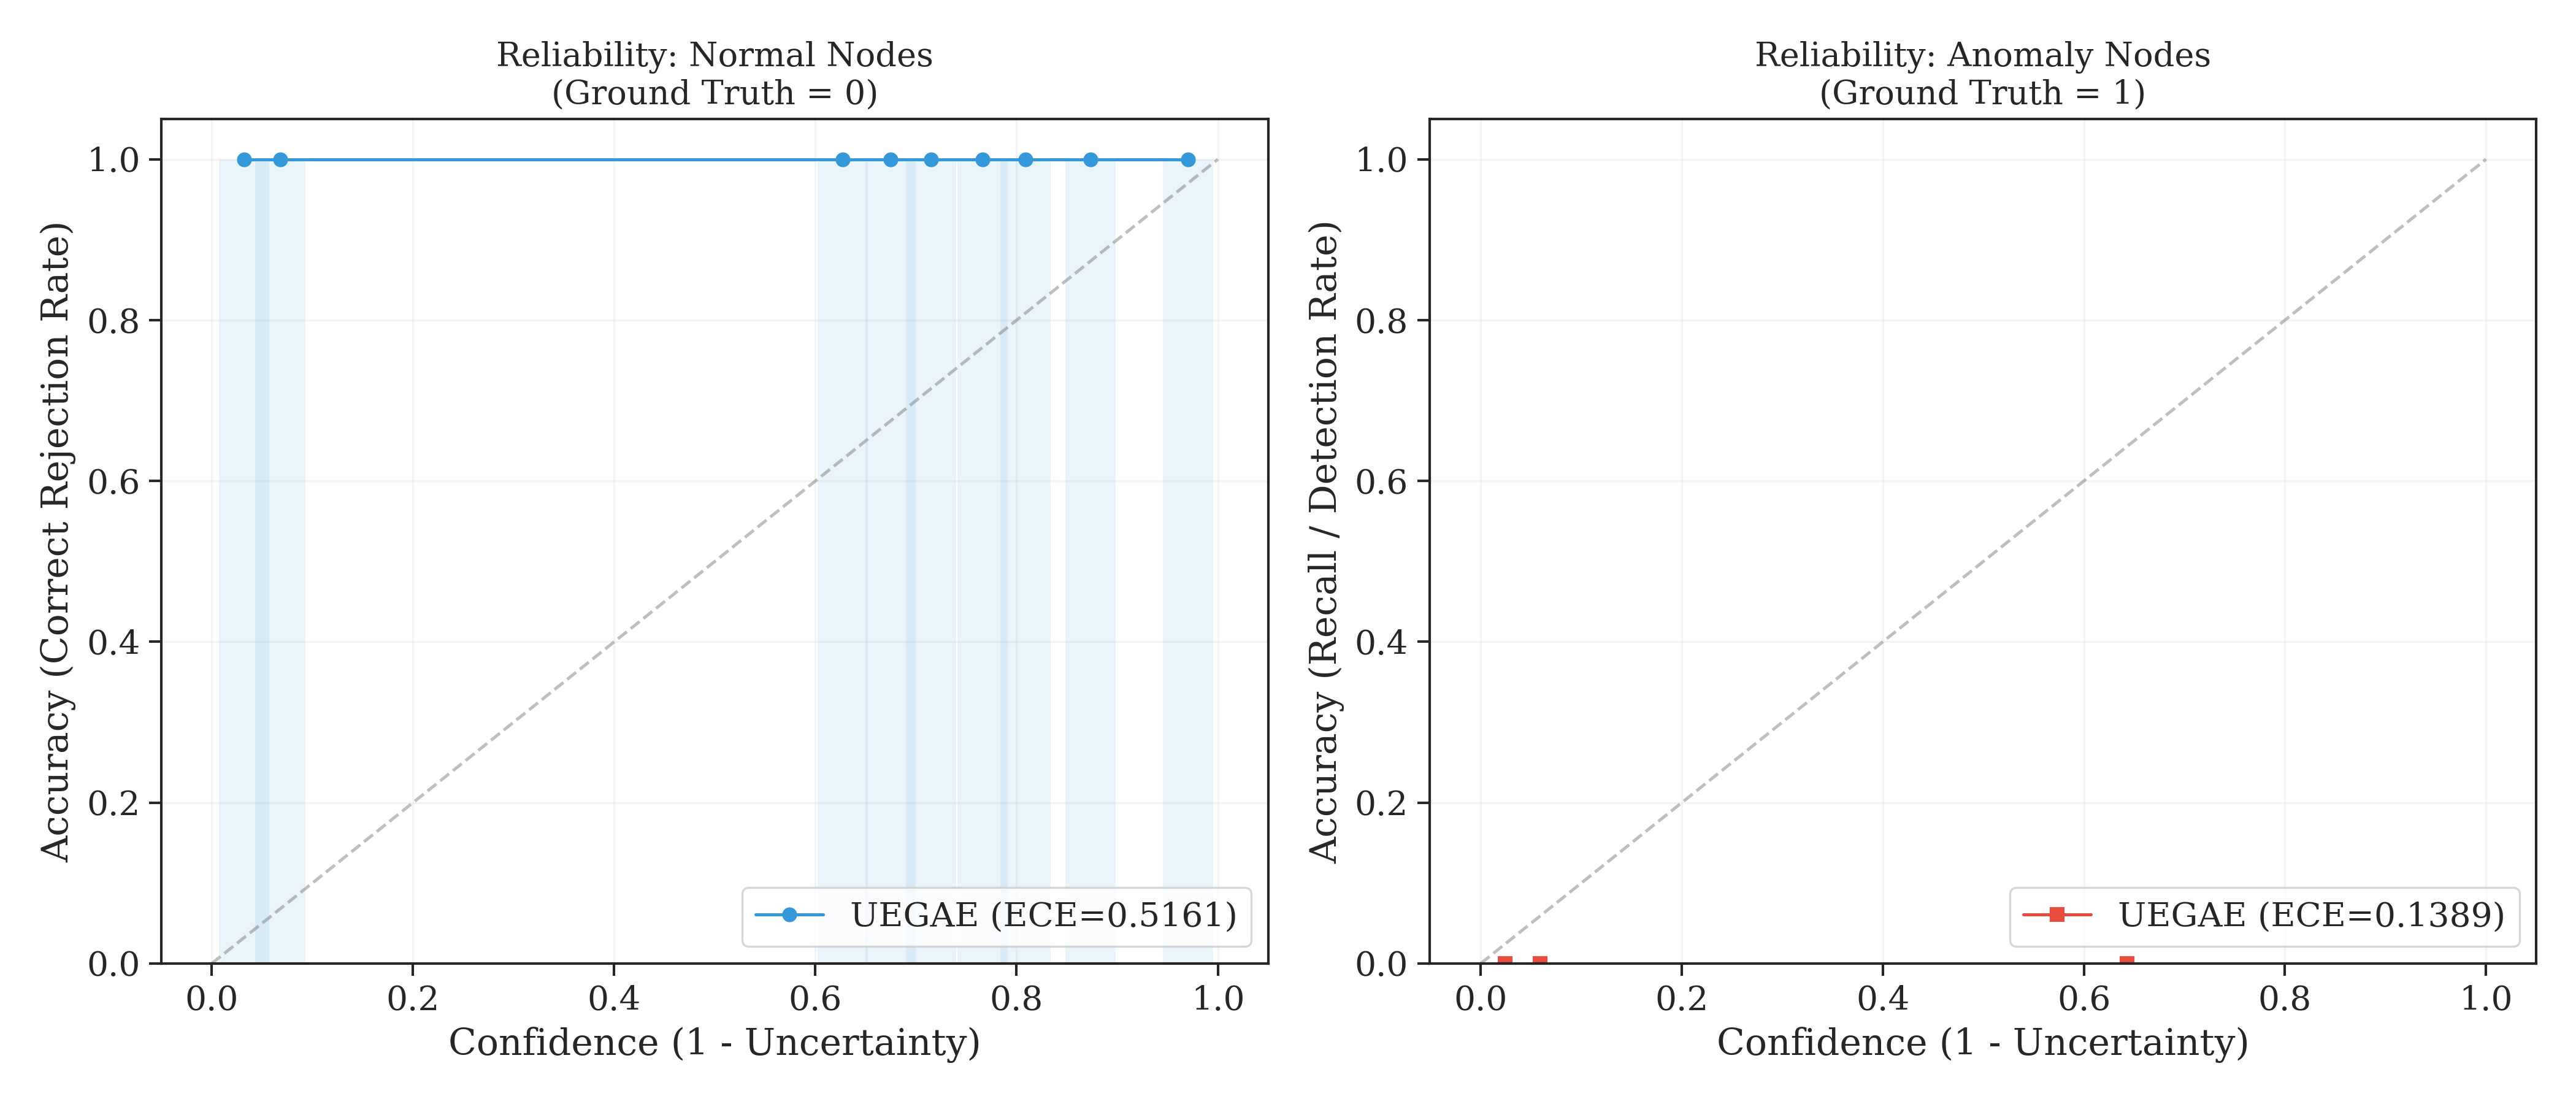 Reliability: Normal Nodes
(Ground Truth = 0)
Accuracy (Correct Rejection Rate)
1.0
0.8
0.6
0.4
0.2
0.0
UEGAE (ECE=0.5161)
0.0 0.2 0.4 0.6 0.8 1.0
Confidence (1 - Uncertainty)
Reliability: Anomaly Nodes
(Ground Truth = 1)
Accuracy (Recall / Detection Rate)
1.0
0.8
0.6
0.4
0.2
0.0
UEGAE (ECE=0.1389)
0.0 0.2 0.4 0.6 0.8 1.0
Confidence (1 - Uncertainty)